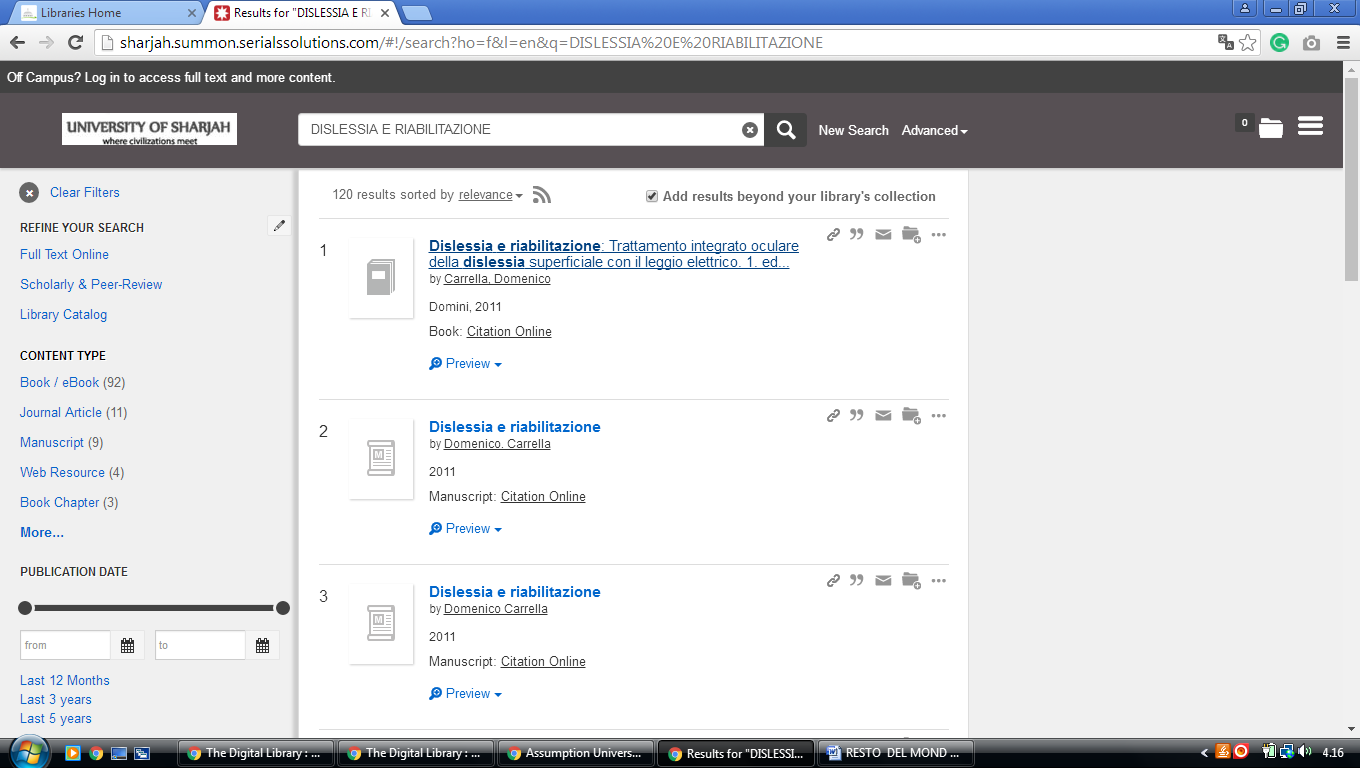 Libraries Home
Results for "DISLESSIA E RI
sharjah.summon.serialssolutions.com/#!/search?ho=f&l=en&q=DISLESSIA%20E%20RIABILITAZIONE
Off Campus? Log in to access full text and more content.
UNIVERSITY OF SHARJAH
where civilizations meet
DISLESSIA E RIABILITAZIONE
New Search
Advanced
0
Clear Filters
REFINE YOUR SEARCH
Full Text Online
Scholarly & Peer-Review
Library Catalog
CONTENT TYPE
Book / eBook (92)
Journal Article (11)
Manuscript (9)
Web Resource (4)
Book Chapter (3)
More...
PUBLICATION DATE
from
to
Last 12 Months
Last 3 years
Last 5 years
120 results sorted by relevance
Add results beyond your library's collection
1
Dislessia e riabilitazione: Trattamento integrato oculare
della dislessia superficiale con il leggio elettrico. 1. ed...
by Carrella, Domenico
Domini, 2011
Book: Citation Online
Preview
2
Dislessia e riabilitazione
by Domenico. Carrella
2011
Manuscript: Citation Online
Preview
3
Dislessia e riabilitazione
by Domenico Carrella
2011
Manuscript: Citation Online
Preview
The Digital Library : ...
The Digital Library : ...
Assumption Univers...
Results for "DISLESSI...
RESTO DEL MOND ...
4.16